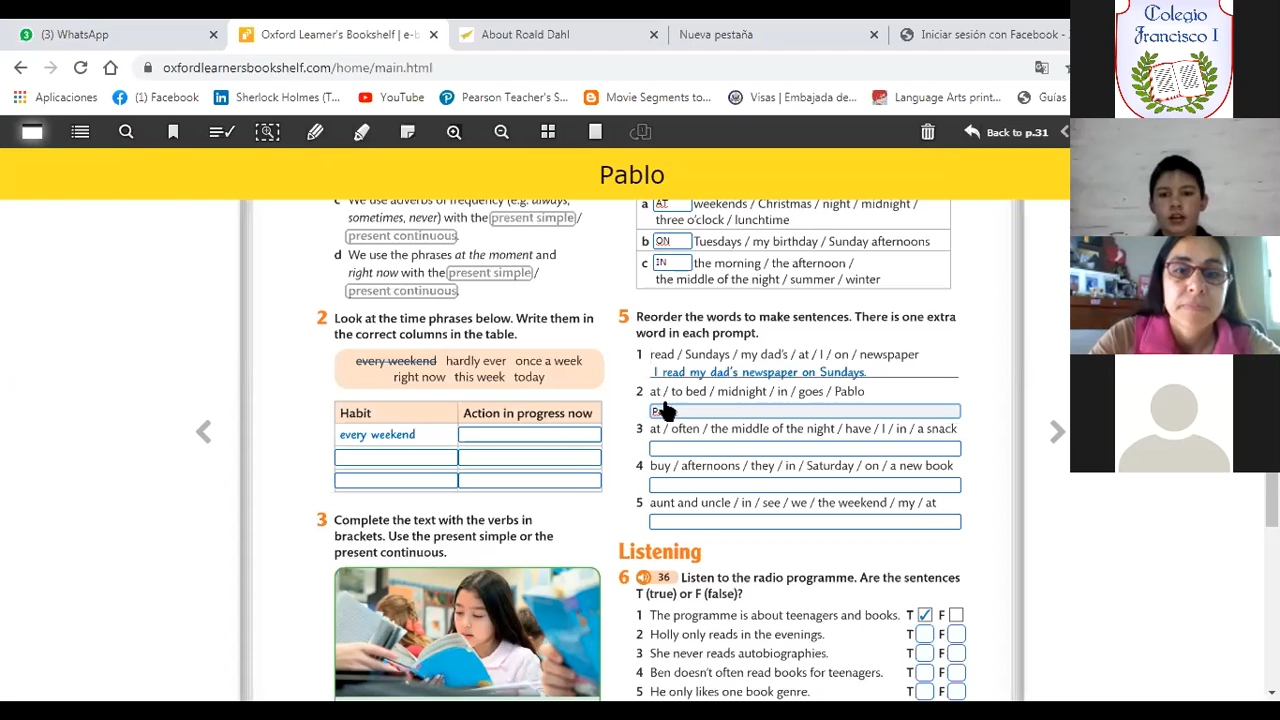 (3) WhatsApp
Oxford Learner's Bookshelf | e-b
About Roald Dahl
Nueva pestaña
Iniciar sesión con Facebook -
oxfordlearnersbookshelf.com/home/main.html
Aplicaciones
(1) Facebook
Sherlock Holmes (T...
YouTube
Pearson Teacher's S...
Movie Segments to...
Visas | Embajada de...
Language Arts print...
Guías
Back to p.31
Pablo
c We use adverbs of frequency (e.g. always,
sometimes, never) with the present simple/
present continuous.
d We use the phrases at the moment and
right now with the present simple/
present continuous.
2 Look at the time phrases below. Write them in
the correct columns in the table.
every weekend hardly ever once a week
right now this week today
Habit Action in progress now
every weekend
3 Complete the text with the verbs in
brackets. Use the present simple or the
present continuous.
a AT weekends / Christmas / night / midnight /
three o'clock / lunchtime
b ON Tuesdays / my birthday / Sunday afternoons
c IN the morning / the afternoon /
the middle of the night / summer / winter
5 Reorder the words to make sentences. There is one extra
word in each prompt.
1 read / Sundays / my dad's / at / I / on / newspaper
I read my dad's newspaper on Sundays.
2 at / to bed / midnight / in / goes / Pablo
3 at / often / the middle of the night / have / I / in / a snack
4 buy / afternoons / they / in / Saturday / on / a new book
5 aunt and uncle / in / see / we / the weekend / my / at
Listening
6 36 Listen to the radio programme. Are the sentences
T (true) or F (false)?
1 The programme is about teenagers and books. T ✓ F
2 Holly only reads in the evenings. T F
3 She never reads autobiographies. T F
4 Ben doesn't often read books for teenagers. T F
5 He only likes one book genre. T F
Colegio
Francisco I